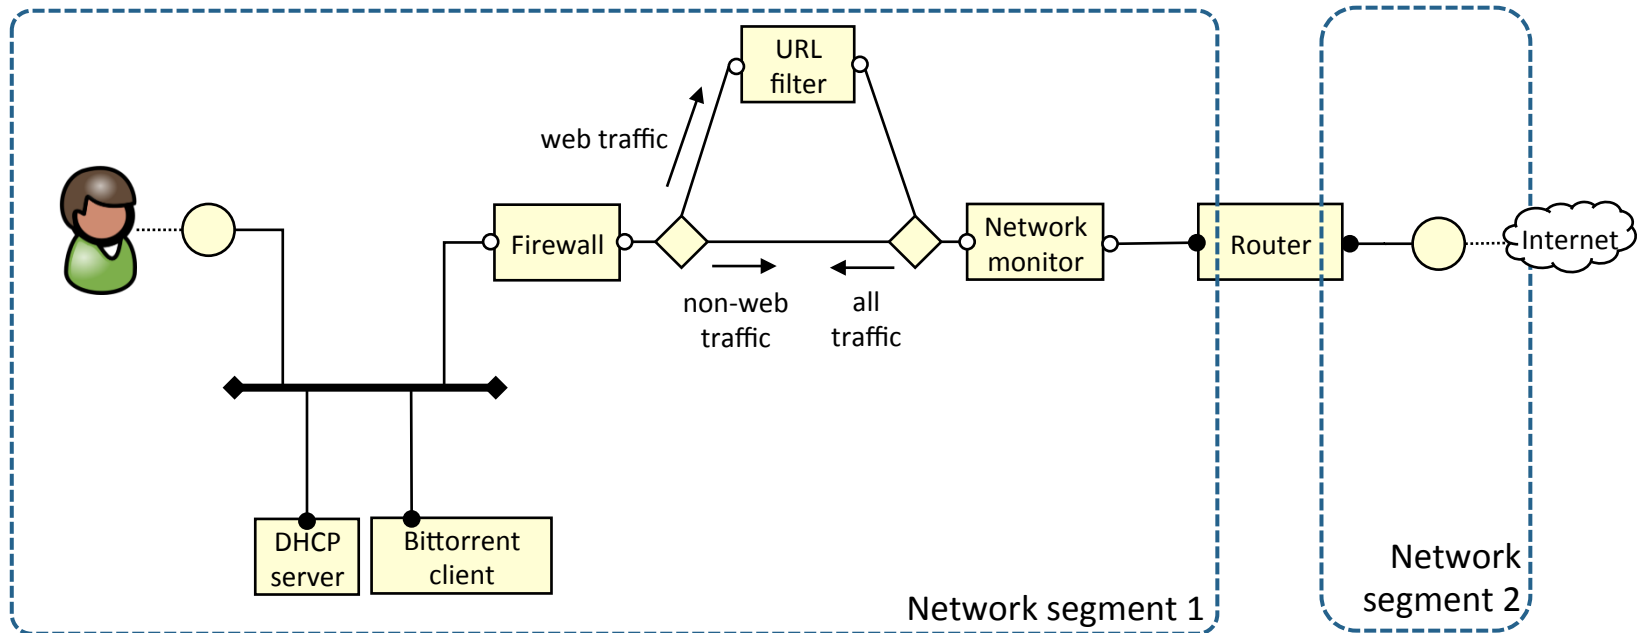 URL
filter
web traffic
Firewall
Network
monitor
Router
Internet
non-web
traffic
all
traffic
DHCP
server
Bittorrent
client
Network segment 1
Network
segment 2